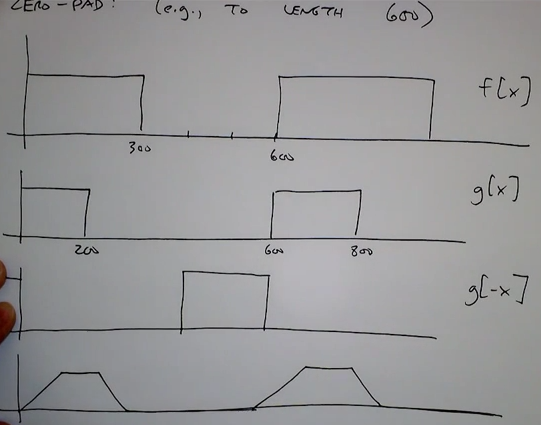 ZERO-PAD: (e.g., TO LENGTH 600)
f[x]
300 600
g[x]
200 600 800
g[-x]